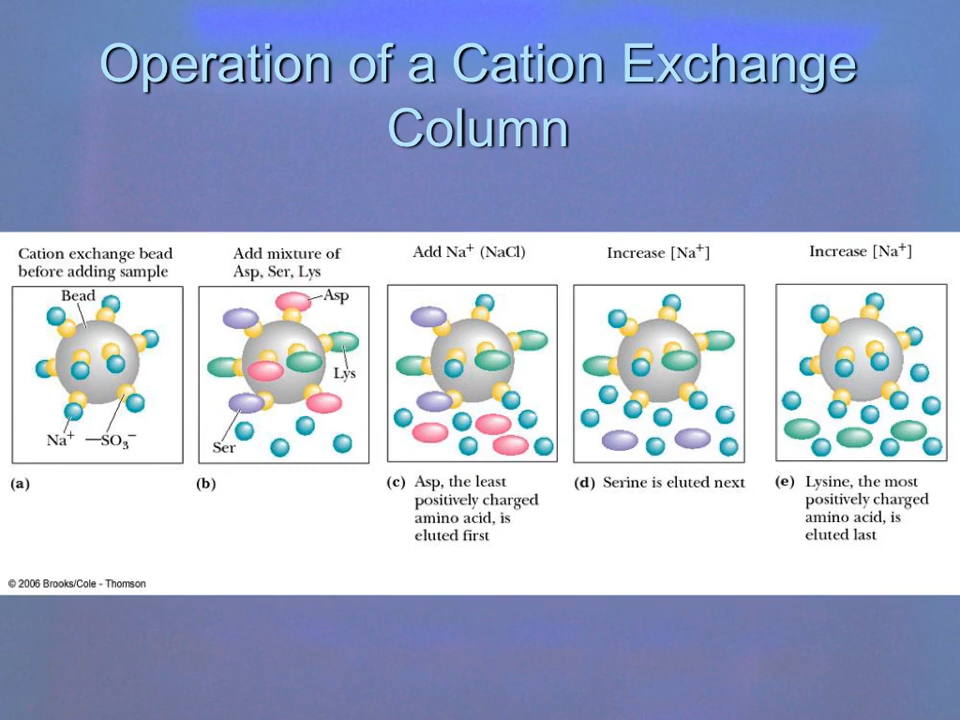 Operation of a Cation Exchange
Column
Cation exchange bead
before adding sample
Bead
Na⁺
—SO₃⁻
(a)
Add mixture of
Asp, Ser, Lys
Asp
Lys
Ser
(b)
Add Na⁺ (NaCl)
(c) Asp, the least
positively charged
amino acid, is
eluted first
Increase [Na⁺]
(d) Serine is eluted next
Increase [Na⁺]
(e) Lysine, the most
positively charged
amino acid, is
eluted last
© 2006 Brooks/Cole - Thomson